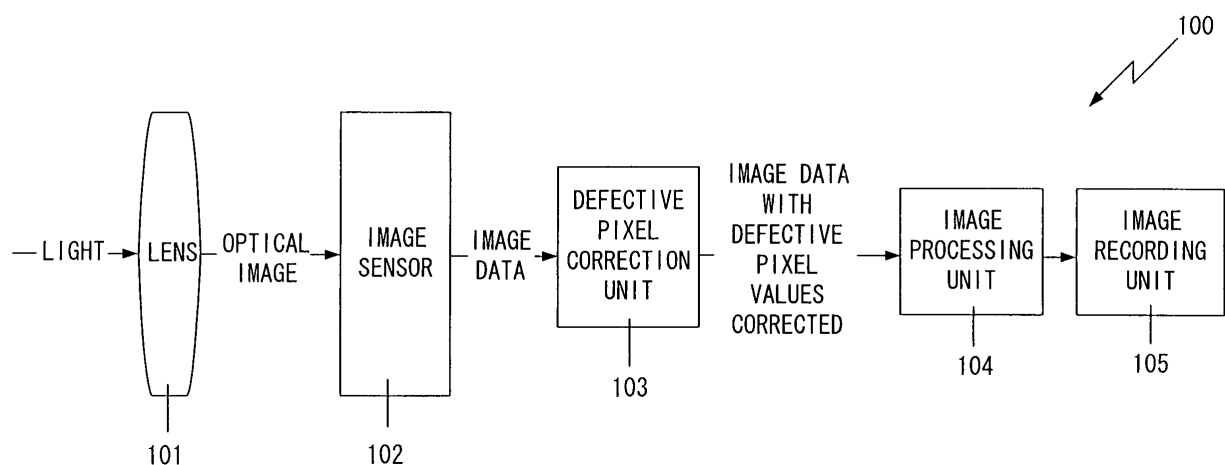 100
LIGHT
LENS
OPTICAL
IMAGE
IMAGE
SENSOR
IMAGE
DATA
DEFECTIVE
PIXEL
CORRECTION
UNIT
IMAGE DATA
WITH
DEFECTIVE
PIXEL
VALUES
CORRECTED
IMAGE
PROCESSING
UNIT
IMAGE
RECORDING
UNIT
101
102
103
104
105